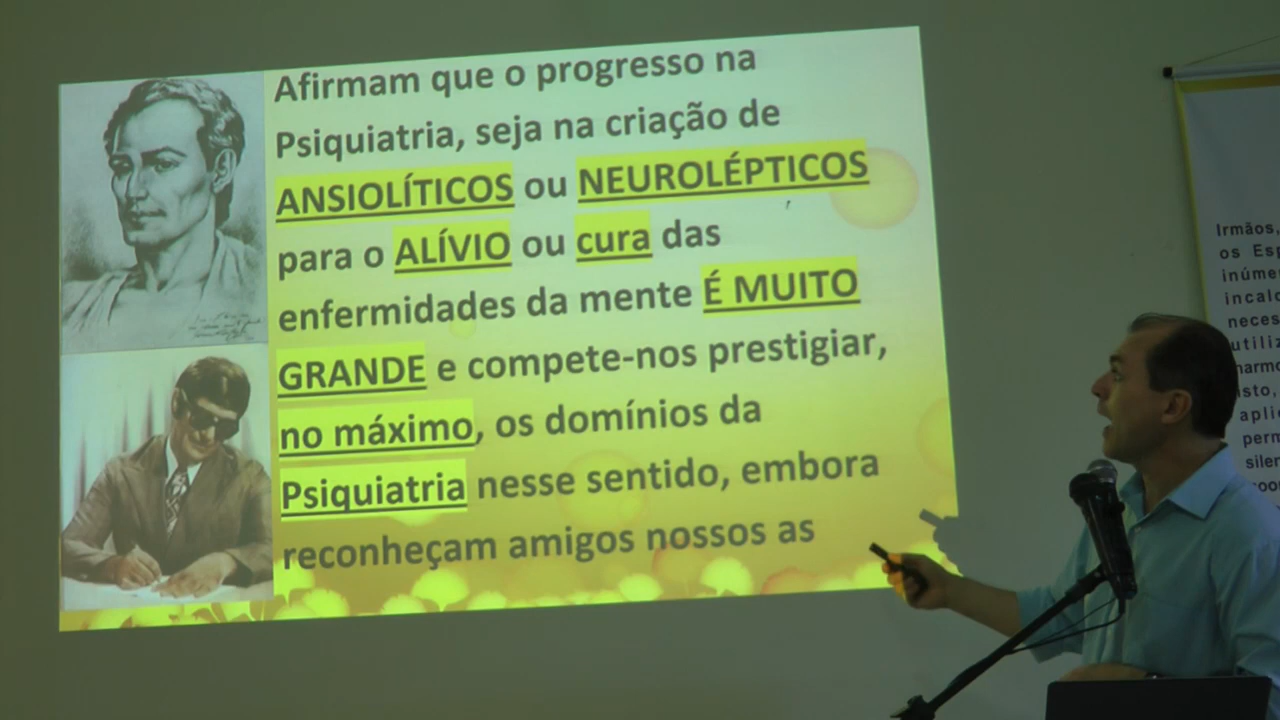 Afirmam que o progresso na
Psiquiatria, seja na criação de
ANSIOLÍTICOS ou NEUROLÉPTICOS
para o ALÍVIO ou cura das
enfermidades da mente É MUITO
GRANDE e compete-nos prestigiar,
no máximo, os domínios da
Psiquiatria nesse sentido, embora
reconheçam amigos nossos as
Irmãos,
os Esp
inúme
incalc
neces
utiliz
harmo
isto,
aplic
perm
silen